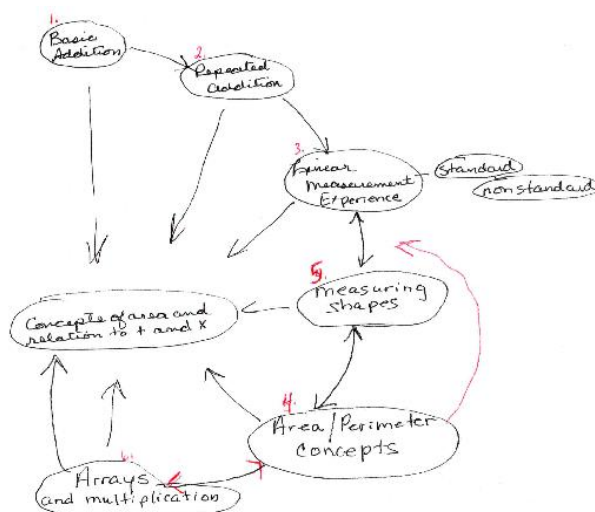 1.
Basic
Addition
2.
Repeated
addition
3.
Linear
Measurement
Experience
standard
nonstandard
5.
measuring
shapes
Concepts of area and
relation to + and x
4.
Area/Perimeter
concepts
6.
Arrays
and multiplication